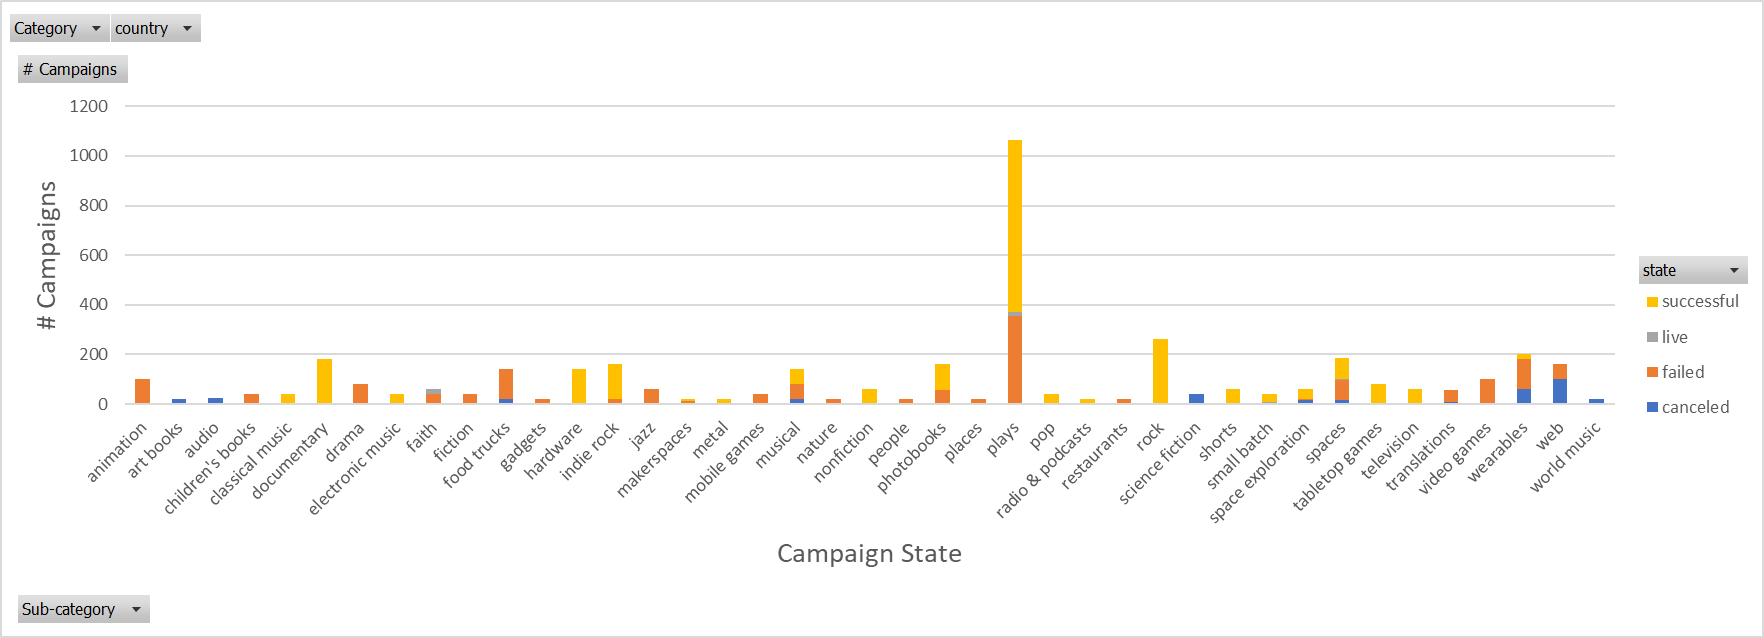 Category country
# Campaigns
1200
1000
800
600
400
200
0
# Campaigns
animation
art books
audio
children's books
classical music
documentary
drama
electronic music
faith
fiction
food trucks
gadgets
hardware
indie rock
jazz
makerspaces
metal
mobile games
musical
nature
nonfiction
people
photobooks
places
plays
pop
radio & podcasts
restaurants
rock
science fiction
shorts
small batch
space exploration
spaces
tabletop games
television
translations
video games
wearables
web
world music
Campaign State
state
successful
live
failed
canceled
Sub-category